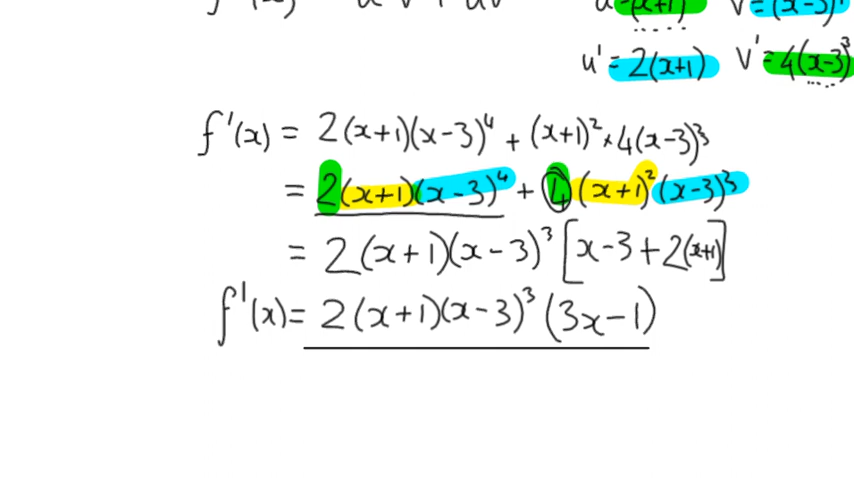 u' = 2(x+1) v' = 4(x-3)³
f'(x) = 2(x+1)(x-3)⁴ + (x+1)² × 4(x-3)³
= 2(x+1)(x-3)⁴ + 4(x+1)²(x-3)³
= 2(x+1)(x-3)³[x-3+2(x+1)]
f'(x) = 2(x+1)(x-3)³(3x-1)